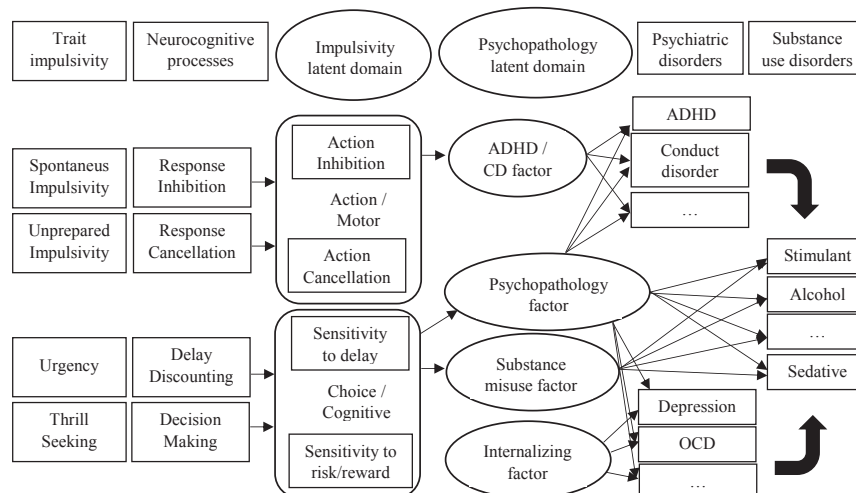 Trait
impulsivity
Neurocognitive
processes
Impulsivity
latent domain
Psychopathology
latent domain
Psychiatric
disorders
Substance
use disorders
Spontaneus
Impulsivity
Response
Inhibition
Unprepared
Impulsivity
Response
Cancellation
Action
Inhibition
Action /
Motor
Action
Cancellation
ADHD /
CD factor
ADHD
Conduct
disorder
…
Psychopathology
factor
Stimulant
Alcohol
…
Sedative
Urgency
Delay
Discounting
Thrill
Seeking
Decision
Making
Sensitivity
to delay
Choice /
Cognitive
Sensitivity to
risk/reward
Substance
misuse factor
Internalizing
factor
Depression
OCD
…